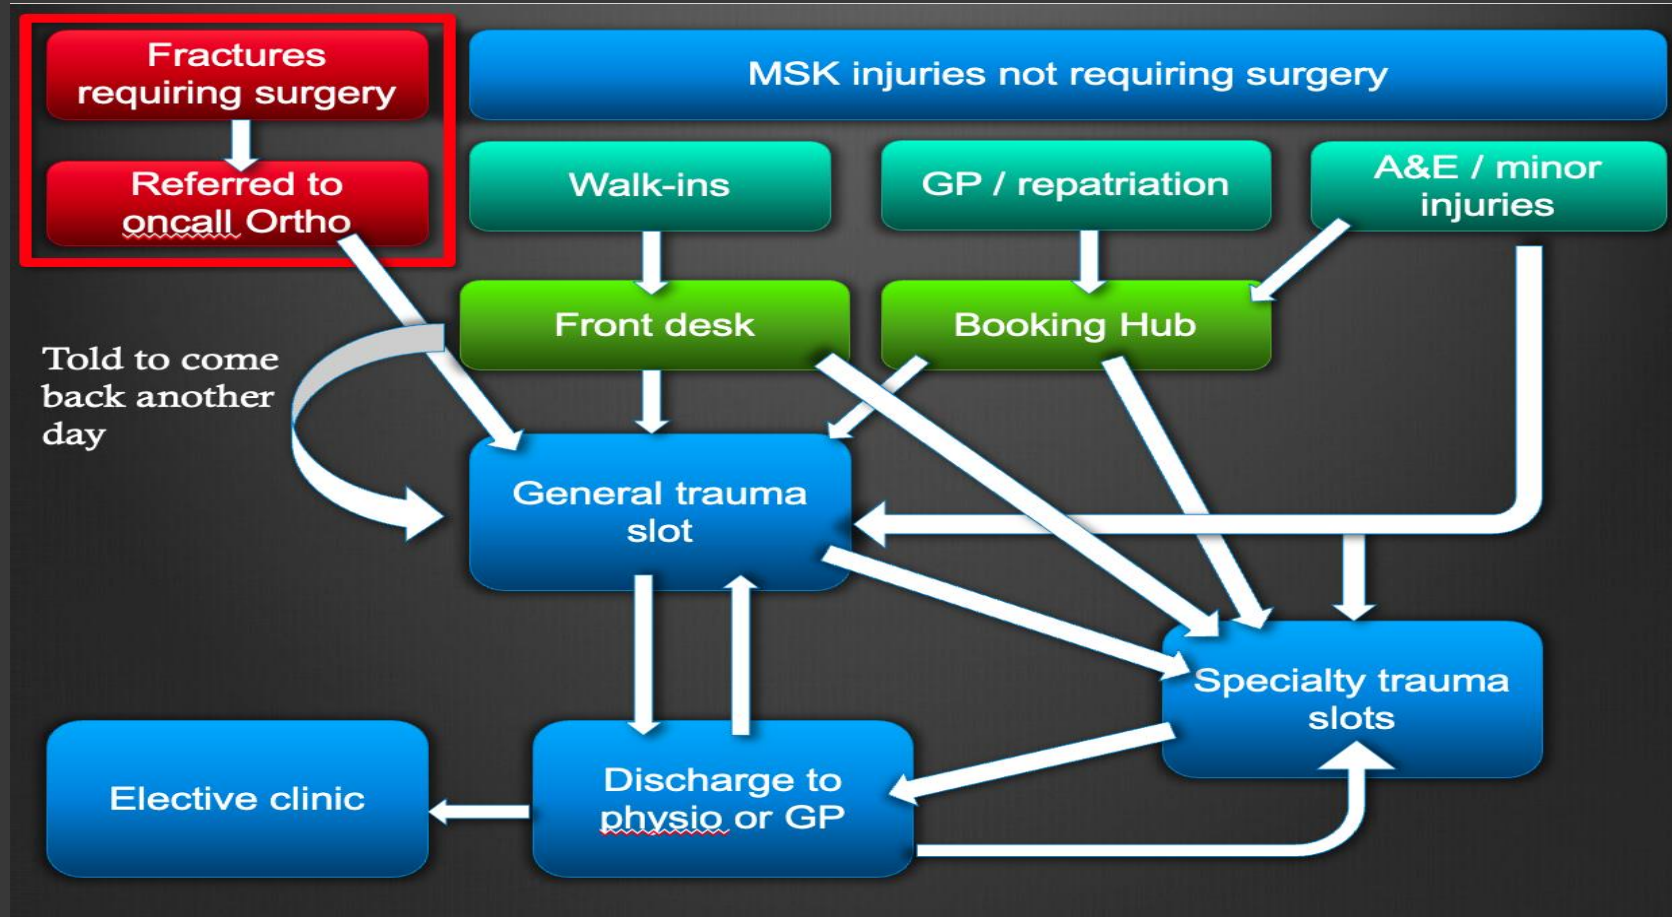 Fractures
requiring surgery
MSK injuries not requiring surgery
Referred to
oncall Ortho
Walk-ins
GP / repatriation
A&E / minor
injuries
Front desk
Booking Hub
Told to come
back another
day
General trauma
slot
Specialty trauma
slots
Elective clinic
Discharge to
physio or GP